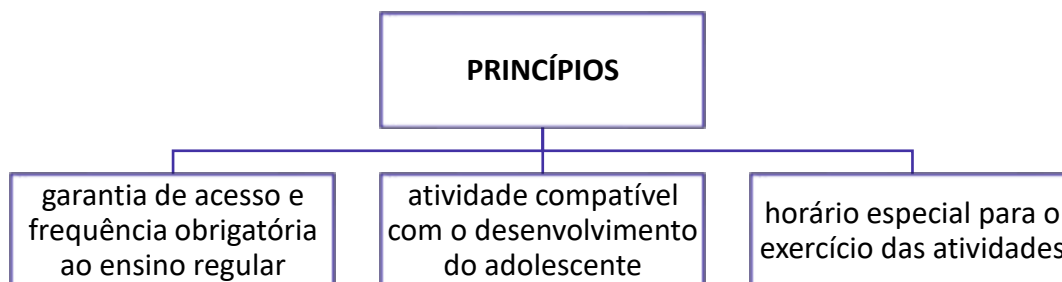 PRINCÍPIOS
garantia de acesso e
frequência obrigatória
ao ensino regular
atividade compatível
com o desenvolvimento
do adolescente
horário especial para o
exercício das atividades